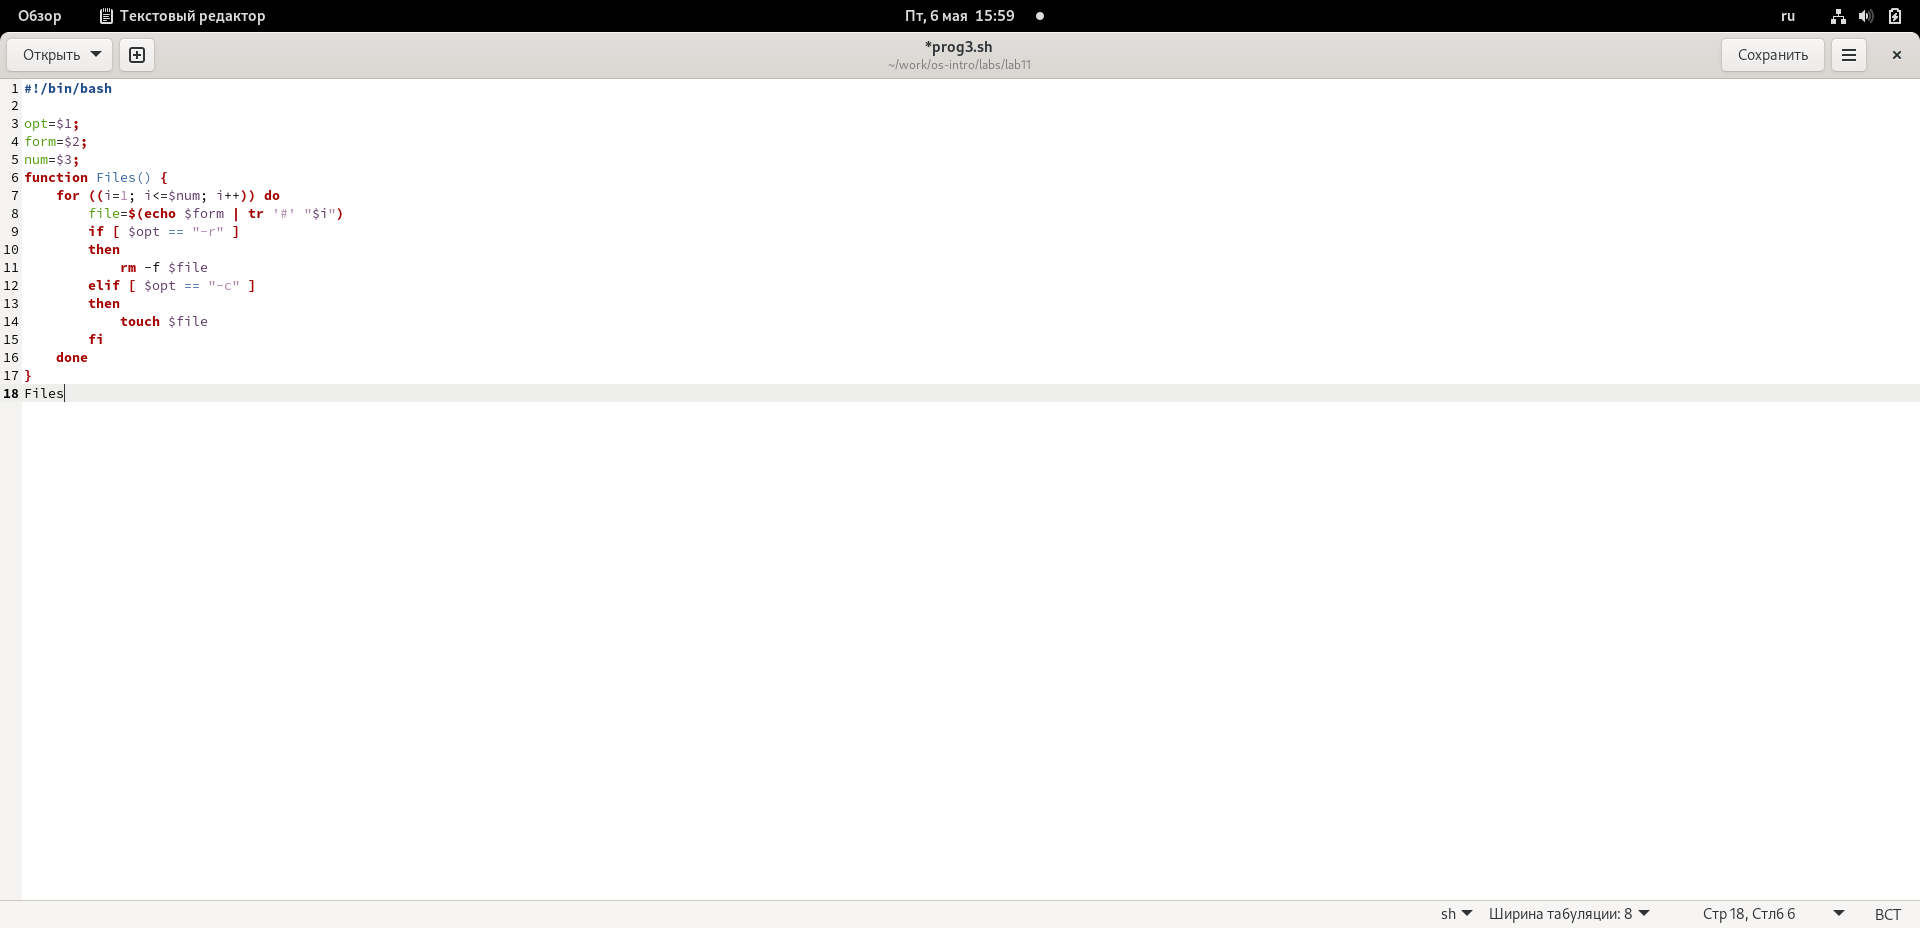 Обзор Текстовый редактор Пт, 6 мая 15:59 ru
Открыть *prog3.sh Сохранить
~/work/os-intro/labs/lab11
1 #!/bin/bash
2
3 opt=$1;
4 form=$2;
5 num=$3;
6 function Files() {
7     for ((i=1; i<=$num; i++)) do
8         file=$(echo $form | tr '#' "$i")
9         if [ $opt == "-r" ]
10         then
11             rm -f $file
12         elif [ $opt == "-c" ]
13         then
14             touch $file
15         fi
16     done
17 }
18 Files
sh Ширина табуляции: 8 Стр 18, Стлб 6 ВСТ